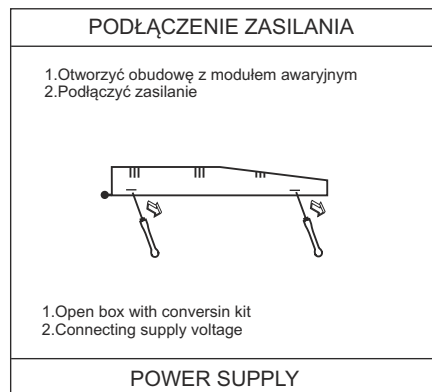 PODŁĄCZENIE ZASILANIA
1.Otworzyć obudowę z modułem awaryjnym
2.Podłączyć zasilanie
1.Open box with conversin kit
2.Connecting supply voltage
POWER SUPPLY